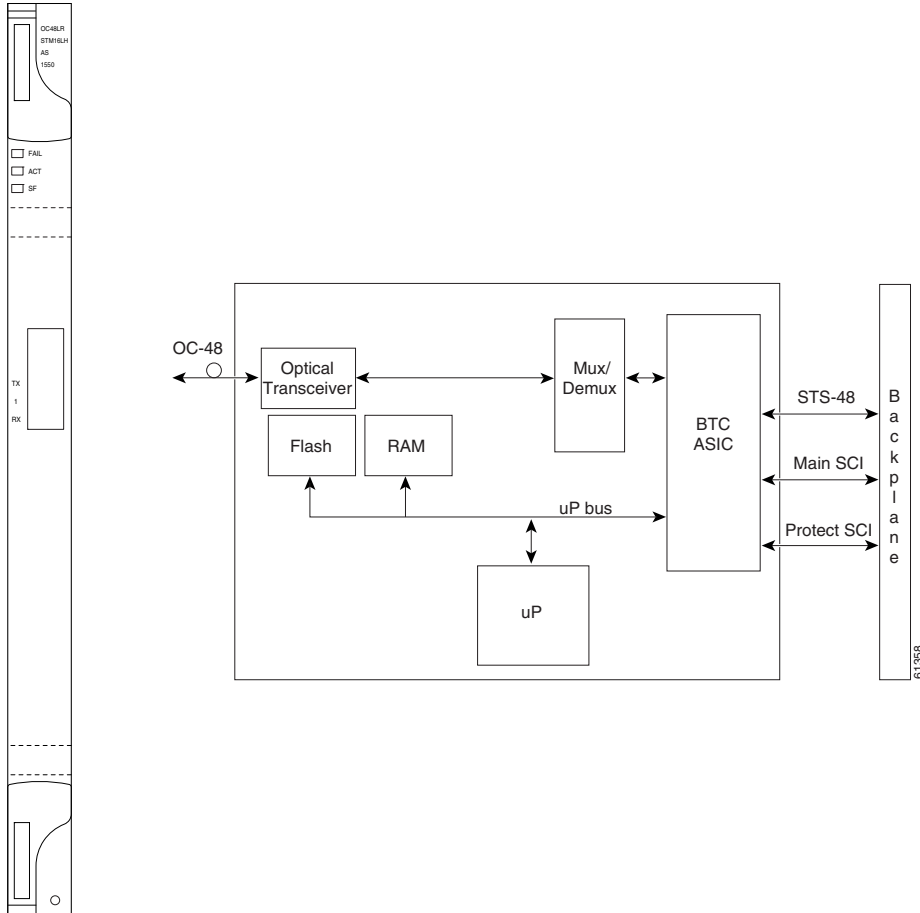 OC48LR
STM16LH
AS
1550
FAIL
ACT
SF
TX
1
RX
OC-48
Optical
Transceiver
Mux/
Demux
BTC
ASIC
Flash
RAM
uP bus
uP
STS-48
Main SCI
Protect SCI
Backplane
61358